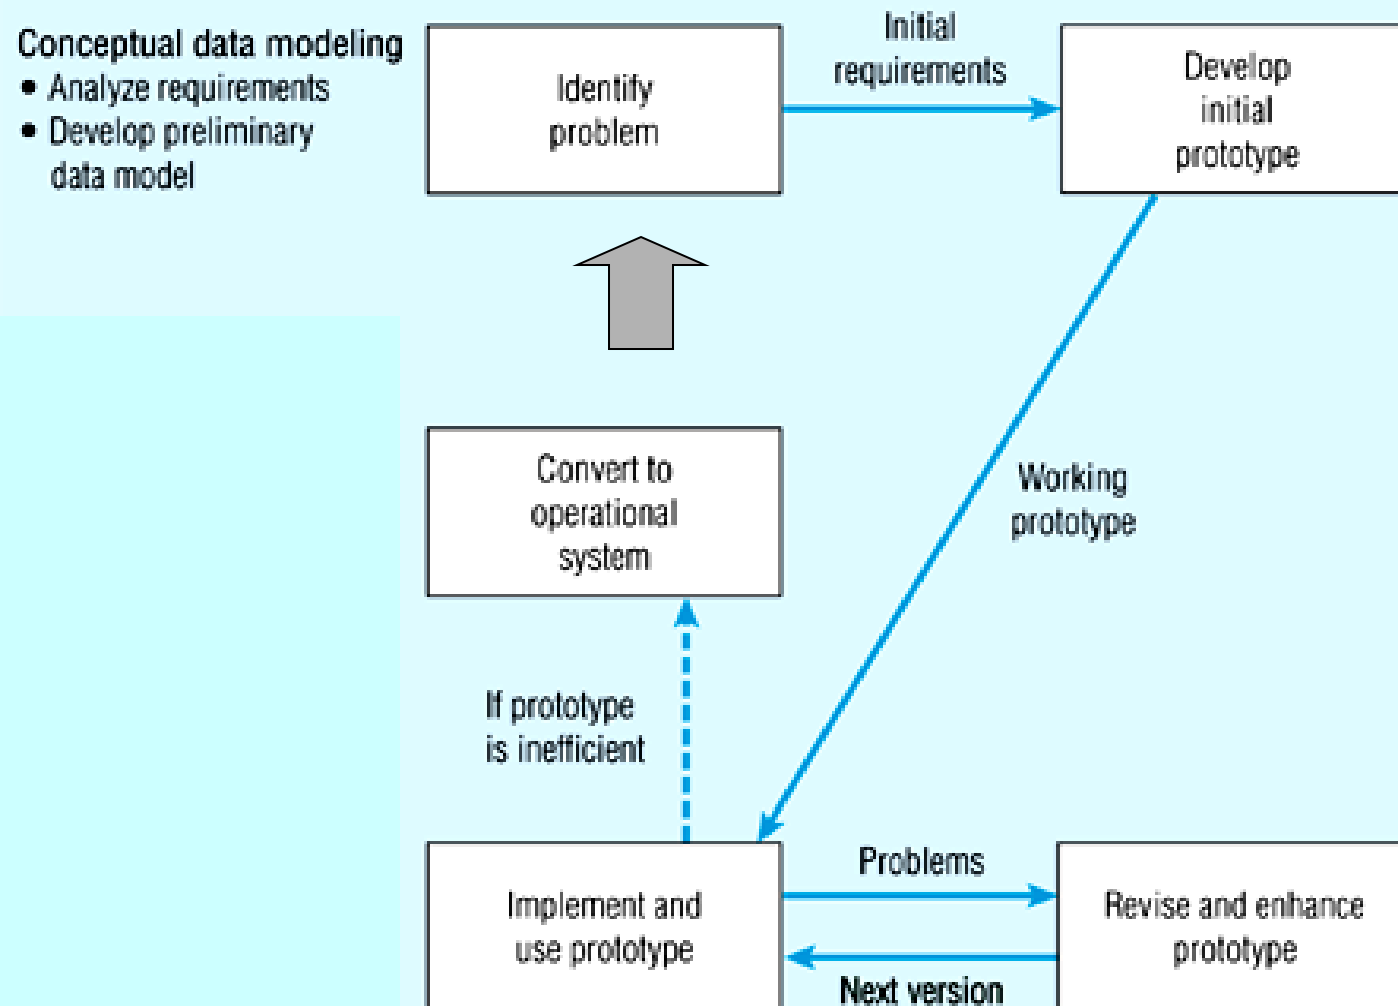 Conceptual data modeling
• Analyze requirements
• Develop preliminary
data model
Identify
problem
Initial
requirements
Develop
initial
prototype
Convert to
operational
system
Working
prototype
If prototype
is inefficient
Implement and
use prototype
Problems
Next version
Revise and enhance
prototype